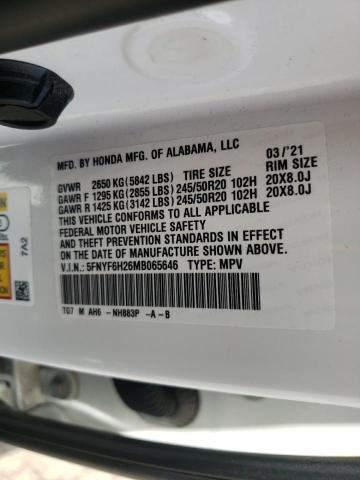 MFD. BY HONDA MFG. OF ALABAMA, LLC 03/'21
GVWR 2650 KG (5842 LBS) TIRE SIZE RIM SIZE
GAWR F 1295 KG (2855 LBS) 245/50R20 102H 20X8.0J
GAWR R 1425 KG (3142 LBS) 245/50R20 102H 20X8.0J
THIS VEHICLE CONFORMS TO ALL APPLICABLE
FEDERAL MOTOR VEHICLE SAFETY AND THEFT
PREVENTION STANDARDS IN EFFECT ON THE
DATE OF MANUFACTURE SHOWN ABOVE.
V.I.N.: 5FNYF6H26MB065646 TYPE: MPV
TG7 M AH6 -NH883P -A -B
7A2